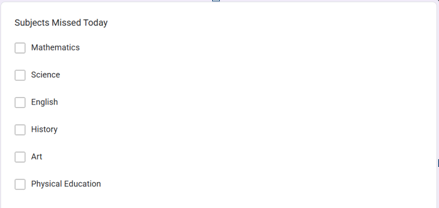 Subjects Missed Today
Mathematics
Science
English
History
Art
Physical Education